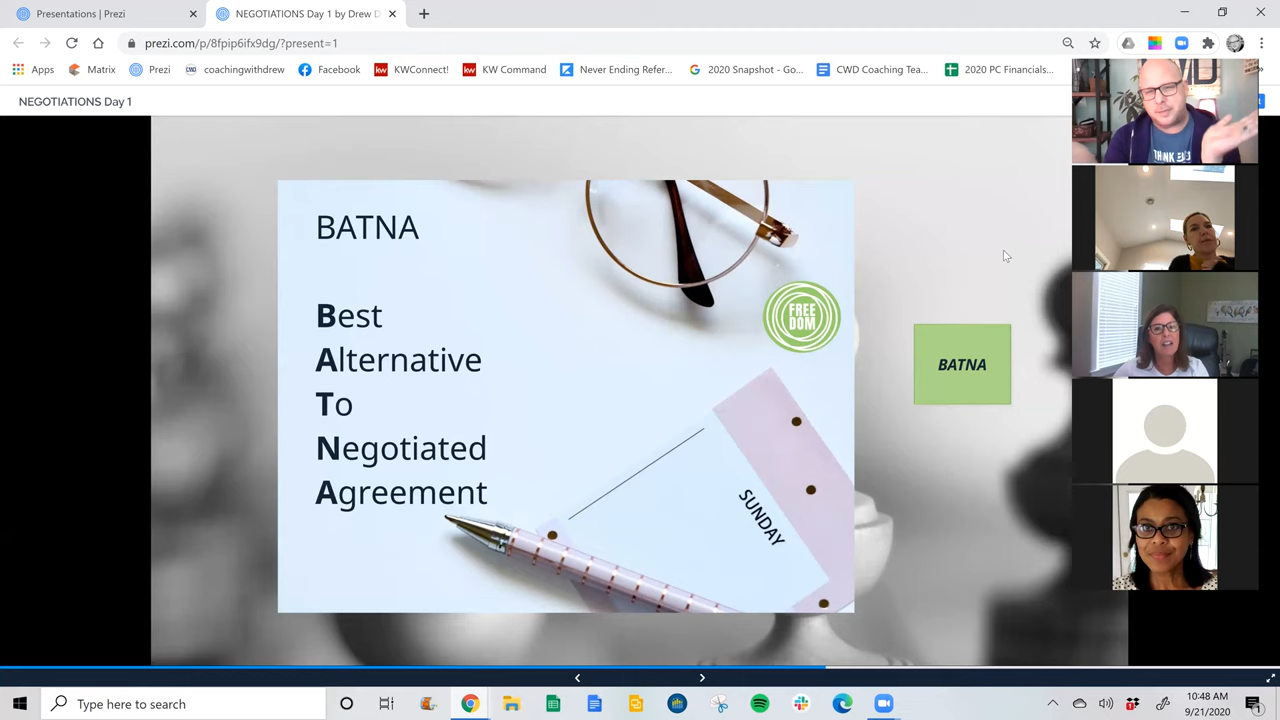 Presentations | Prezi
NEGOTIATIONS Day 1 by Drew D
prezi.com/p/8fpip6ifx9dg/?present=1
Apps
Matrix
Prezi
coachingwithdrew
Facebook
KWConnect!
KW Command
Never Ending Refer...
2020 Snapshot - Go...
CWD Coaching Tea...
2020 PC Financials...
NEGOTIATIONS Day 1
BATNA
Best
Alternative
To
Negotiated
Agreement
FREE
DOM
SUNDAY
BATNA
THINK
Type here to search
10:48 AM
9/21/2020